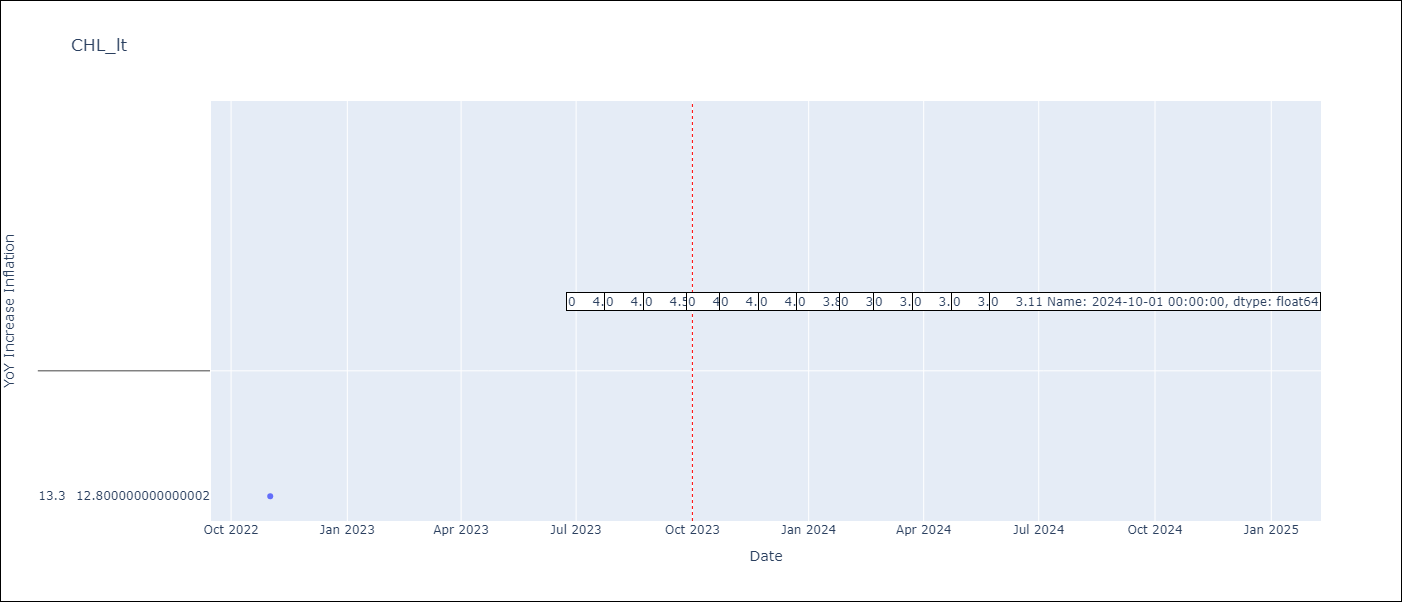 CHL_lt
YoY Increase Inflation
0 4.0 4.0 4.50 40 4.0 4.0 3.80 30 3.0 3.0 3.0 3.11 Name: 2024-10-01 00:00:00, dtype: float64
13.3 12.800000000000002
Oct 2022 Jan 2023 Apr 2023 Jul 2023 Oct 2023 Jan 2024 Apr 2024 Jul 2024 Oct 2024 Jan 2025
Date